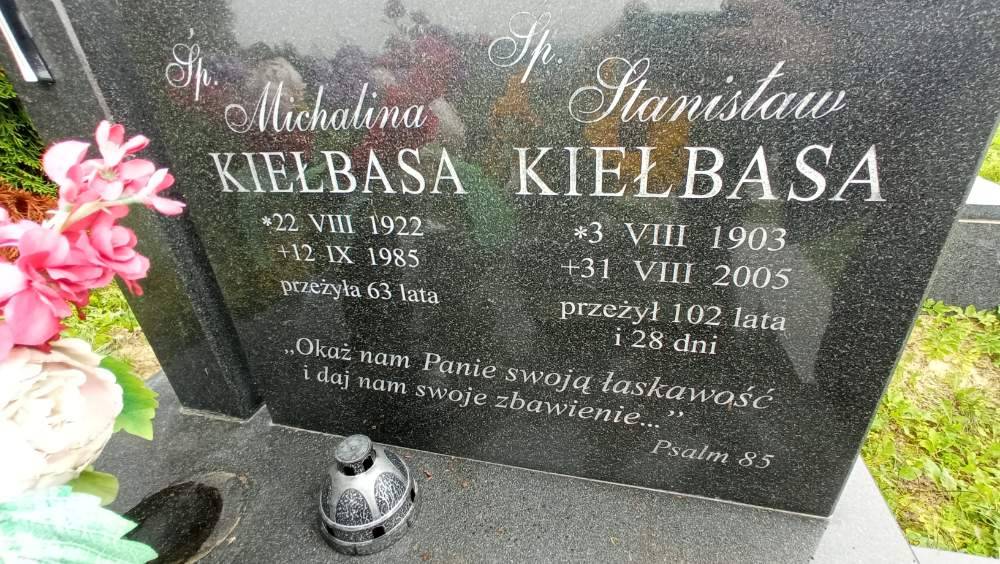 Śp.
Michalina
KIEŁBASA
*22 VIII 1922
+12 IX 1985
przeżyła 63 lata
Śp.
Stanisław
KIEŁBASA
*3 VIII 1903
+31 VIII 2005
przeżył 102 lata
i 28 dni
„Okaż nam Panie swoją łaskawość
i daj nam swoje zbawienie...”
Psalm 85